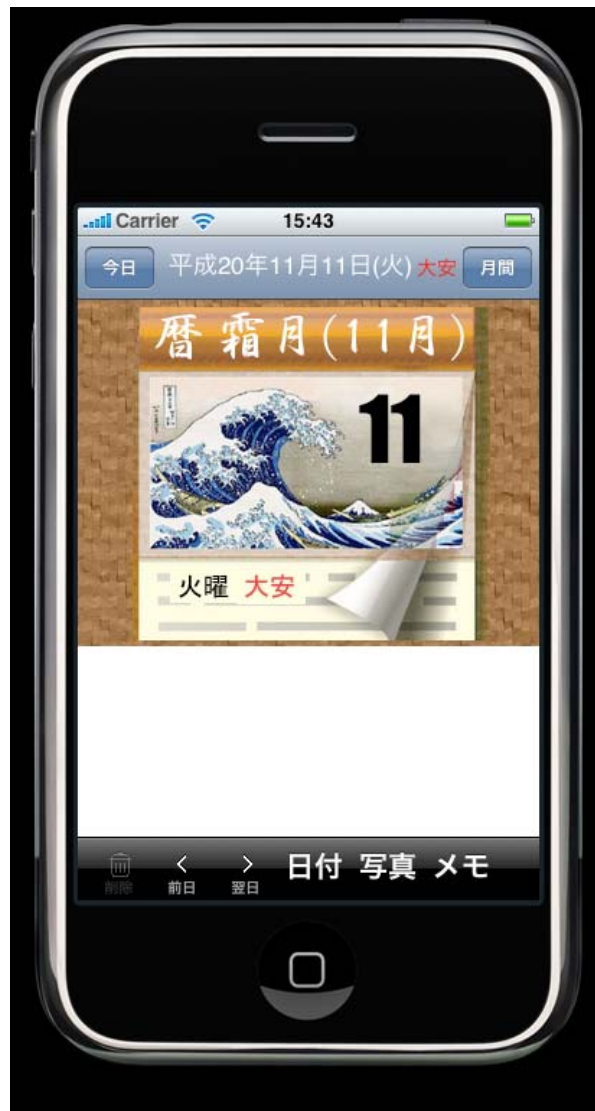 Carrier 15:43
今日 平成20年11月11日(火) 大安 月間
暦 霜月(11月)
11
火曜 大安
削除 前日 翌日 日付 写真 メモ